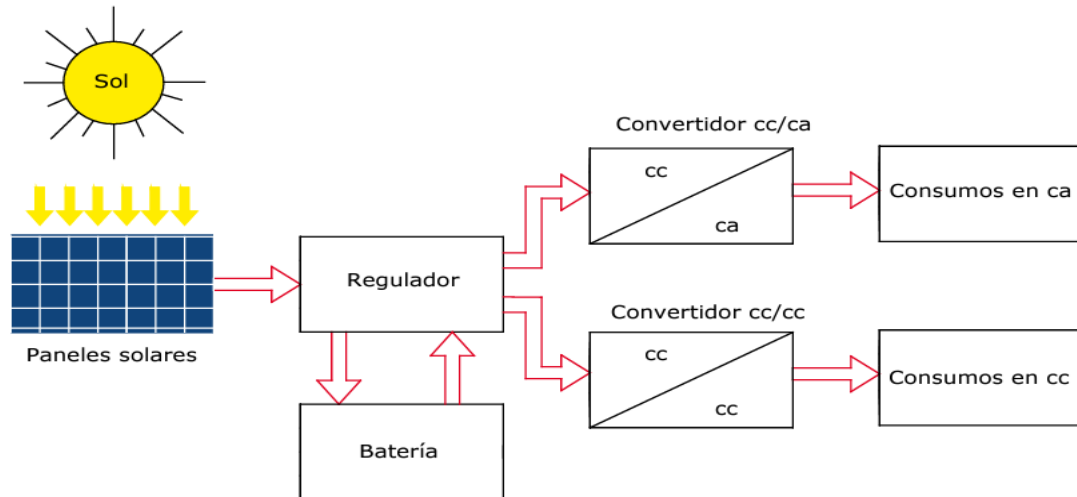 Sol
Convertidor cc/ca
cc
ca
Consumos en ca
Regulador
Paneles solares
Convertidor cc/cc
cc
cc
Consumos en cc
Batería